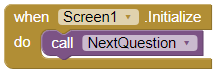 when Screen1 .Initialize
do call NextQuestion